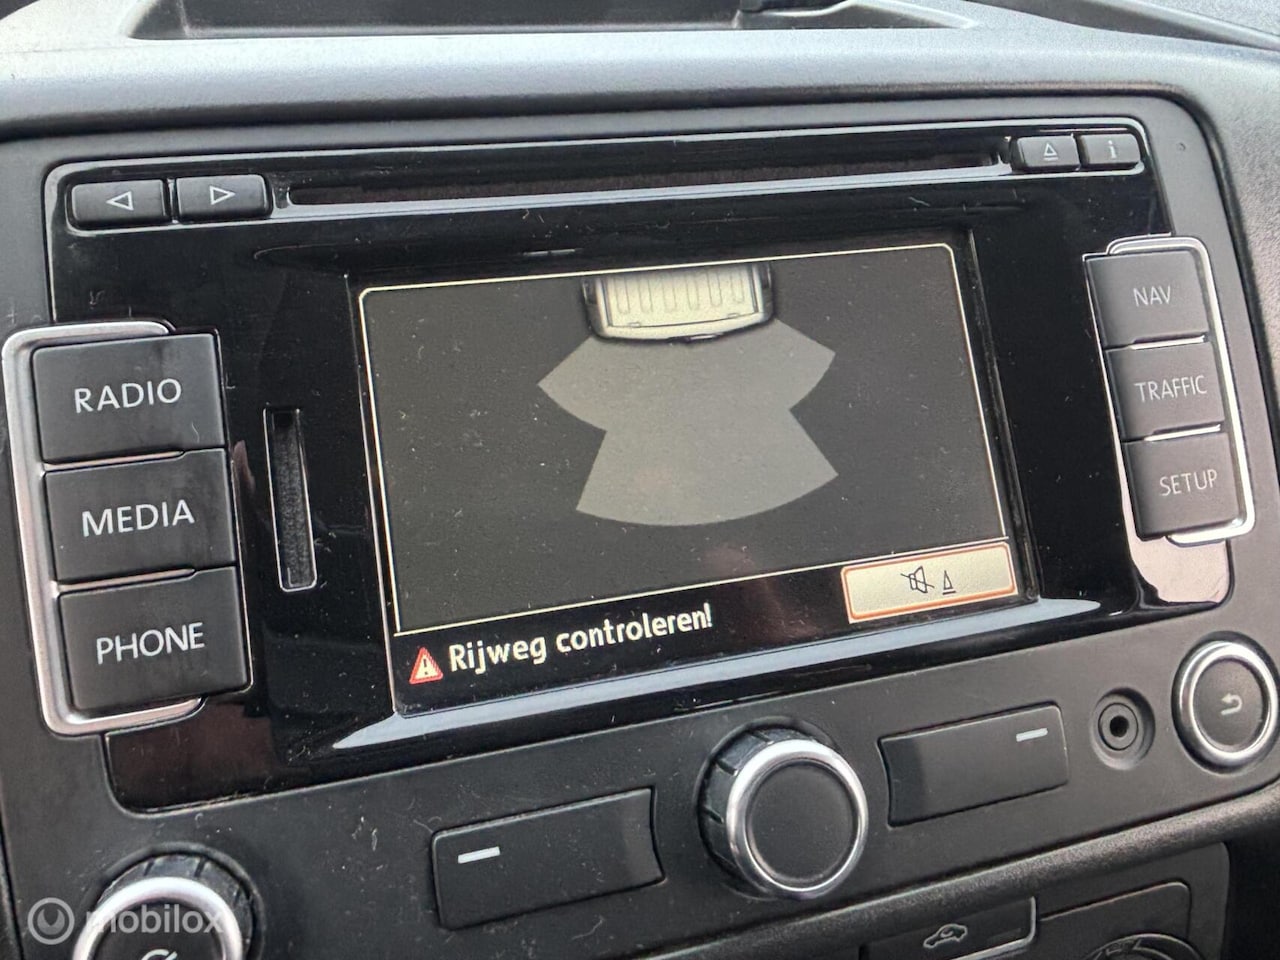 i
RADIO
MEDIA
PHONE
NAV
TRAFFIC
SETUP
Rijweg controleren!
mobilox